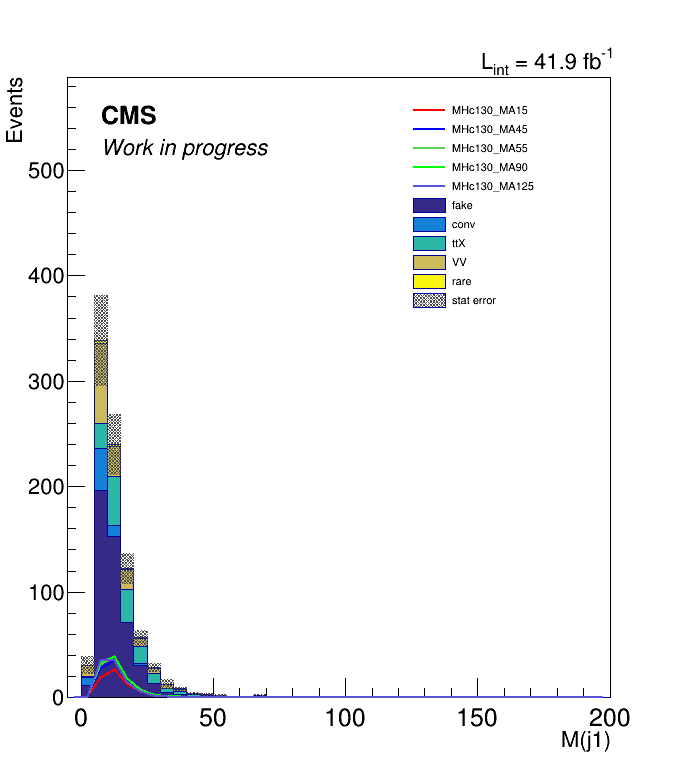 L_int = 41.9 fb^-1
Events
CMS
Work in progress
MHc130_MA15
MHc130_MA45
MHc130_MA55
MHc130_MA90
MHc130_MA125
fake
conv
ttX
VV
rare
stat error
500
400
300
200
100
0
0 50 100 150 200
M(j1)